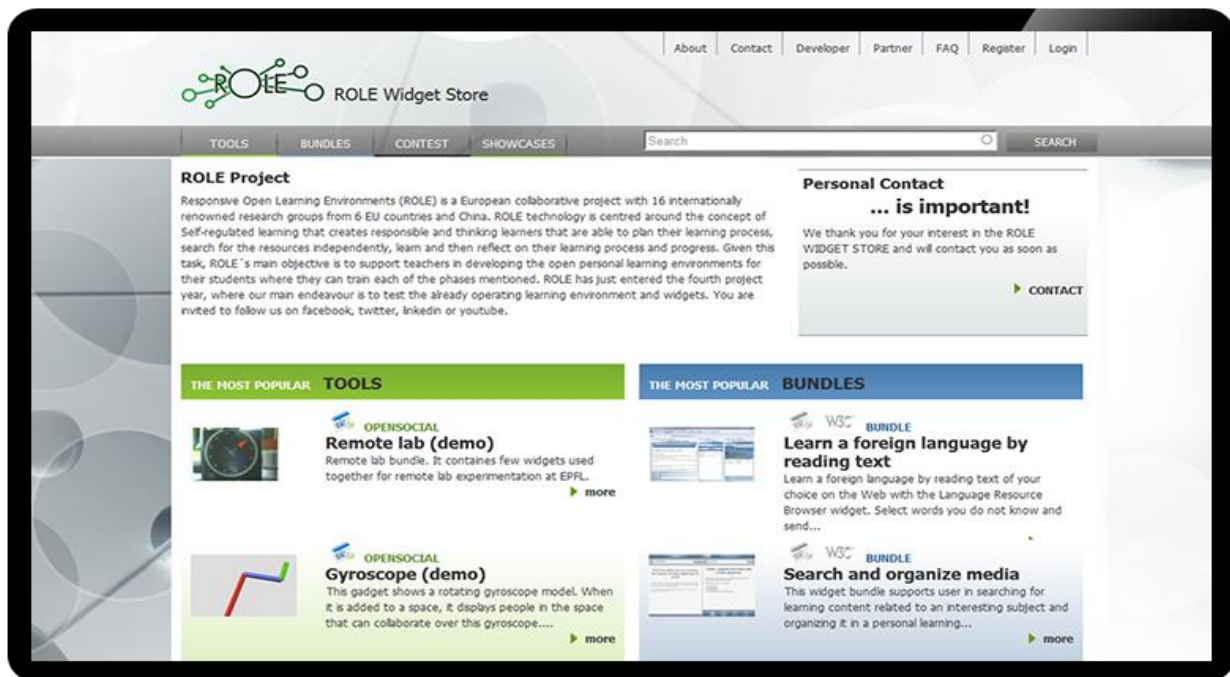 About Contact Developer Partner FAQ Register Login
ROLE ROLE Widget Store
TOOLS BUNDLES CONTEST SHOWCASES Search SEARCH
ROLE Project
Responsive Open Learning Environments (ROLE) is a European collaborative project with 16 internationally
renowned research groups from 6 EU countries and China. ROLE technology is centred around the concept of
Self-regulated learning that creates responsible and thinking learners that are able to plan their learning process,
search for the resources independently, learn and then reflect on their learning process and progress. Given this
task, ROLE´s main objective is to support teachers in developing the open personal learning environments for
their students where they can train each of the phases mentioned. ROLE has just entered the fourth project
year, where our main endeavour is to test the already operating learning environment and widgets. You are
invited to follow us on facebook, twitter, linkedin or youtube.
Personal Contact
... is important!
We thank you for your interest in the ROLE
WIDGET STORE and will contact you as soon as
possible.
CONTACT
THE MOST POPULAR TOOLS
OPENSOCIAL
Remote lab (demo)
Remote lab bundle. It containes few widgets used
together for remote lab experimentation at EPFL.
more
OPENSOCIAL
Gyroscope (demo)
This gadget shows a rotating gyroscope model. When
it is added to a space, it displays people in the space
that can collaborate over this gyroscope....
more
THE MOST POPULAR BUNDLES
W3C BUNDLE
Learn a foreign language by
reading text
Learn a foreign language by reading text of your
choice on the Web with the Language Resource
Browser widget. Select words you do not know and
send...
W3C BUNDLE
Search and organize media
This widget bundle supports user in searching for
learning content related to an interesting subject and
organizing it in a personal learning...
more